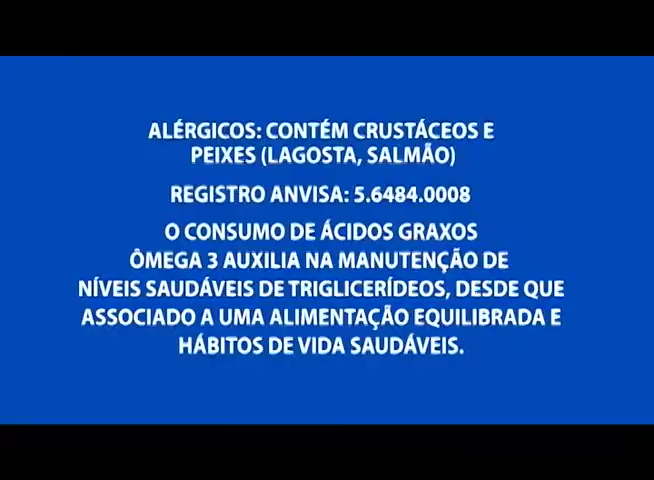 ALÉRGICOS: CONTÉM CRUSTÁCEOS E
PEIXES (LAGOSTA, SALMÃO)
REGISTRO ANVISA: 5.6484.0008
O CONSUMO DE ÁCIDOS GRAXOS
ÔMEGA 3 AUXILIA NA MANUTENÇÃO DE
NÍVEIS SAUDÁVEIS DE TRIGLICERÍDEOS, DESDE QUE
ASSOCIADO A UMA ALIMENTAÇÃO EQUILIBRADA E
HÁBITOS DE VIDA SAUDÁVEIS.